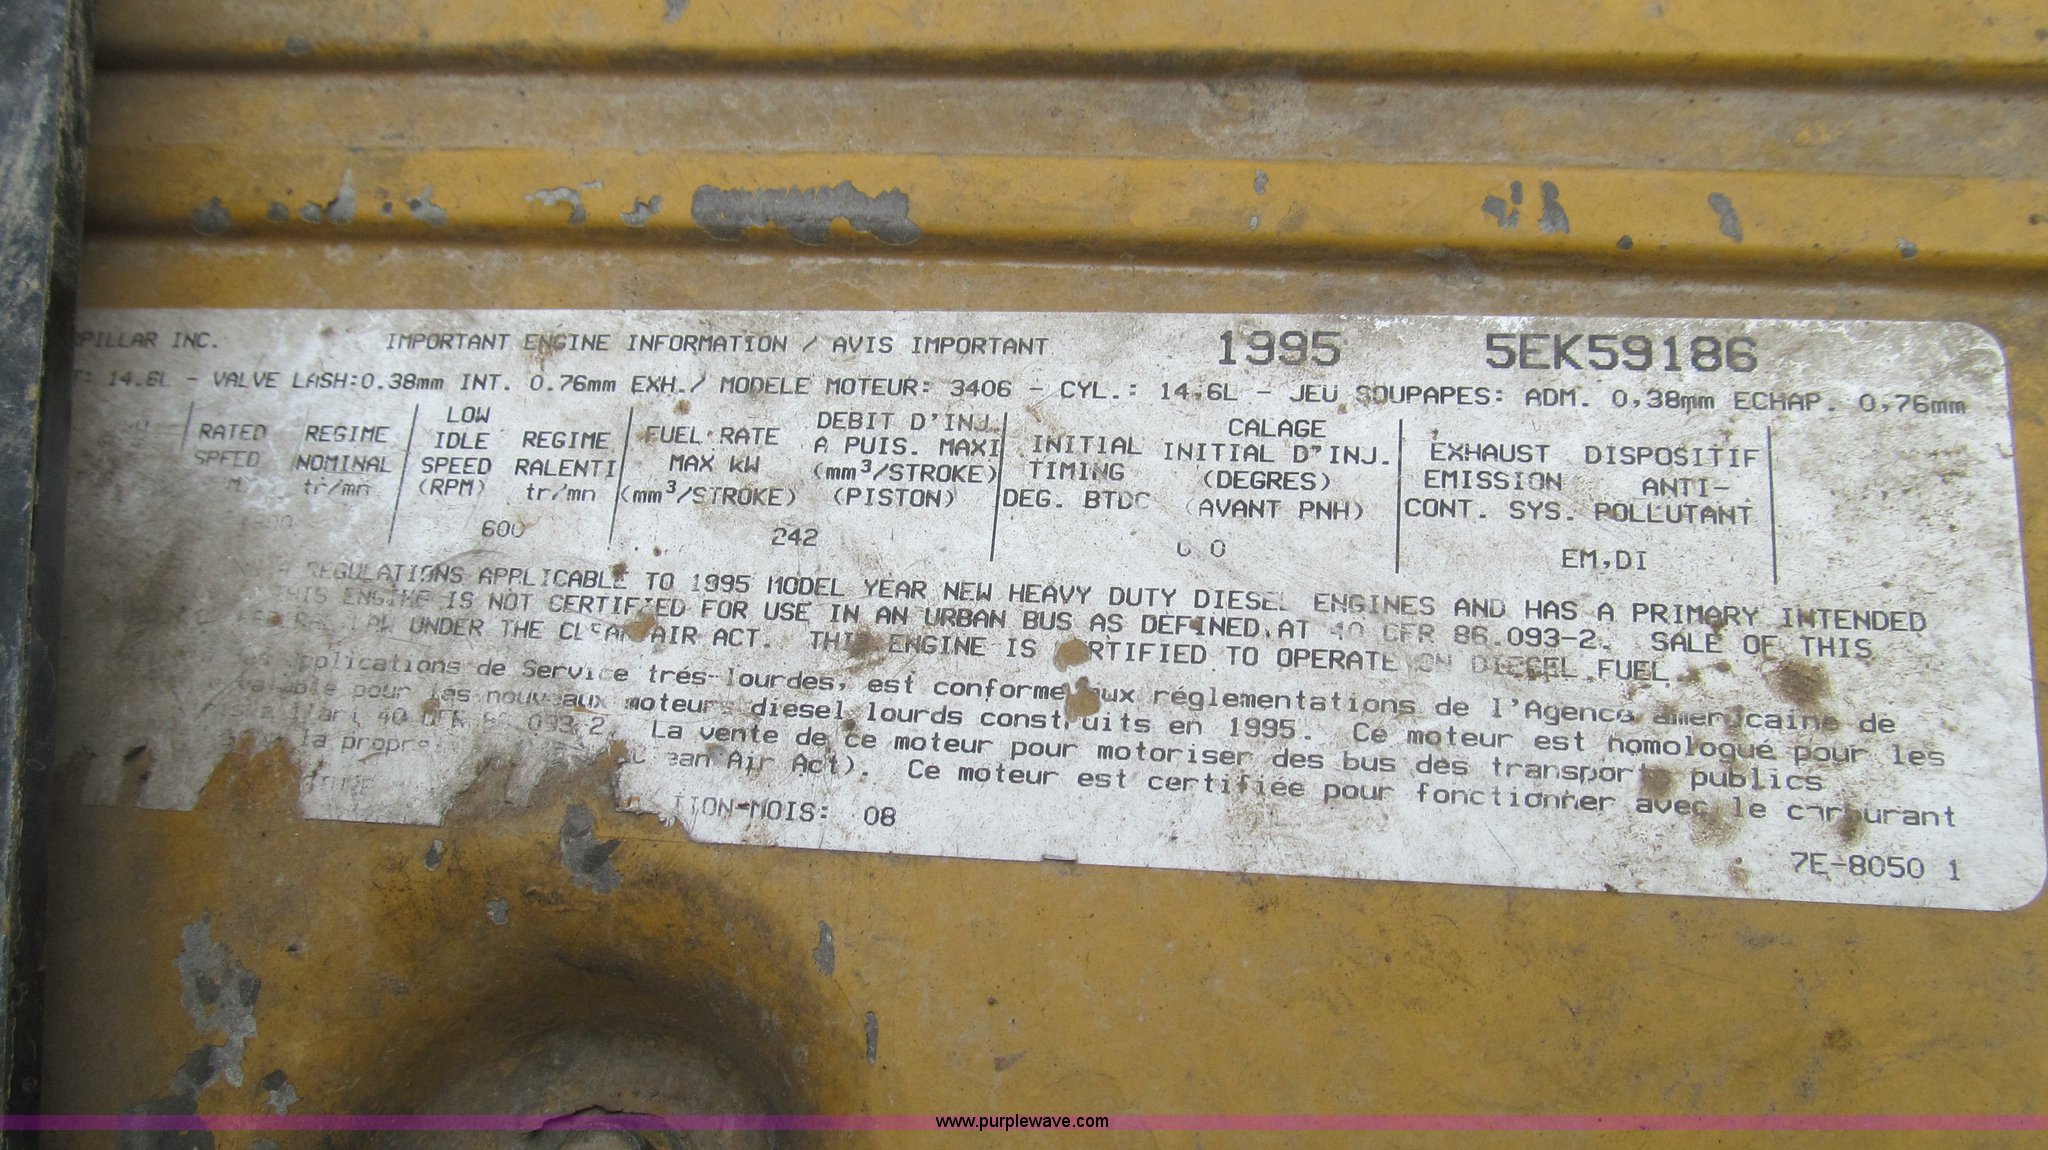 INC. IMPORTANT ENGINE INFORMATION / AVIS IMPORTANT 1995 5EK59186
14.6L - VALVE LASH:0.38mm INT. 0.76mm EXH./ MODELE MOTEUR: 3406 - CYL.: 14,6L - JEU SOUPAPES: ADM. 0,38mm ECHAP. 0,76mm
RATED SPEED
REGIME NOMINAL tr/mn
LOW IDLE SPEED (RPM)
REGIME RALENTI tr/mn
600
FUEL RATE MAX KW (mm³/STROKE)
DEBIT D'INJ. A PUIS. MAXI (mm³/STROKE) (PISTON)
242
INITIAL TIMING DEG. BTDC
CALAGE INITIAL D'INJ. (DEGRES) (AVANT PNH)
EXHAUST EMISSION CONT. SYS.
DISPOSITIF ANTI-POLLUTANT
EM,DI
REGULATIONS APPLICABLE TO 1995 MODEL YEAR NEW HEAVY DUTY DIESEL ENGINES AND HAS A PRIMARY INTENDED
THIS ENGINE IS NOT CERTIFIED FOR USE IN AN URBAN BUS AS DEFINED AT 40 CFR 86.093-2. SALE OF THIS
LAW UNDER THE CLEAN AIR ACT. THIS ENGINE IS CERTIFIED TO OPERATE ON DIESEL FUEL.
applications de Service trés-lourdes, est conforme aux réglementations de l'Agence américaine de
pour les nouveaux moteurs diesel lourds construits en 1995. Ce moteur est homologué pour les
40 CFR 86.093-2. La vente de ce moteur pour motoriser des bus des transports publics
la Air Act). Ce moteur est certifiée pour fonctionner avec le carburant
08
7E-8050 1
www.purplewave.com